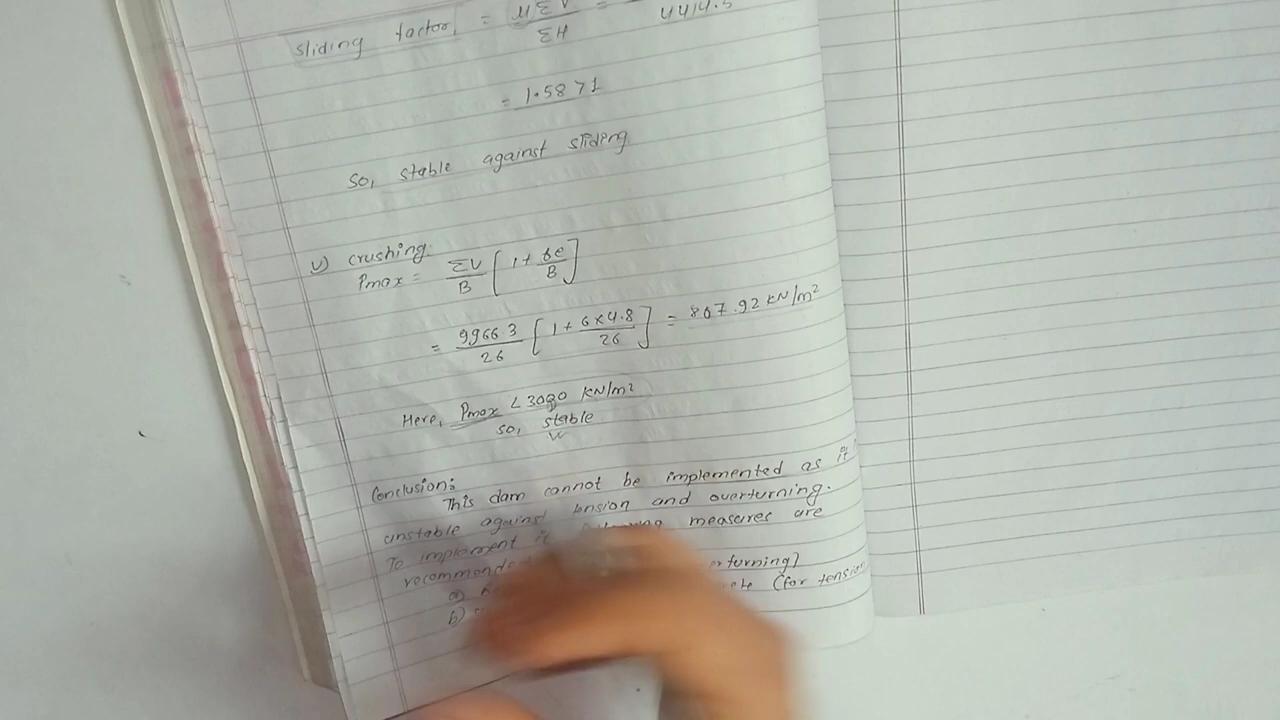 sliding factor = μΣV / ΣH = 4414.5
= 1.5871
so, stable against sliding
v) crushing.
Pmax = ΣV/B [1 + 6e/B]
= 9966.3/26 [1 + 6×4.8/26] = 807.92 kN/m²
Here, Pmax < 3000 kN/m²
so, stable
Conclusion:
This dam cannot be implemented as it
unstable against tension and overturning.
To implement it measures are
a)
b) (for tension